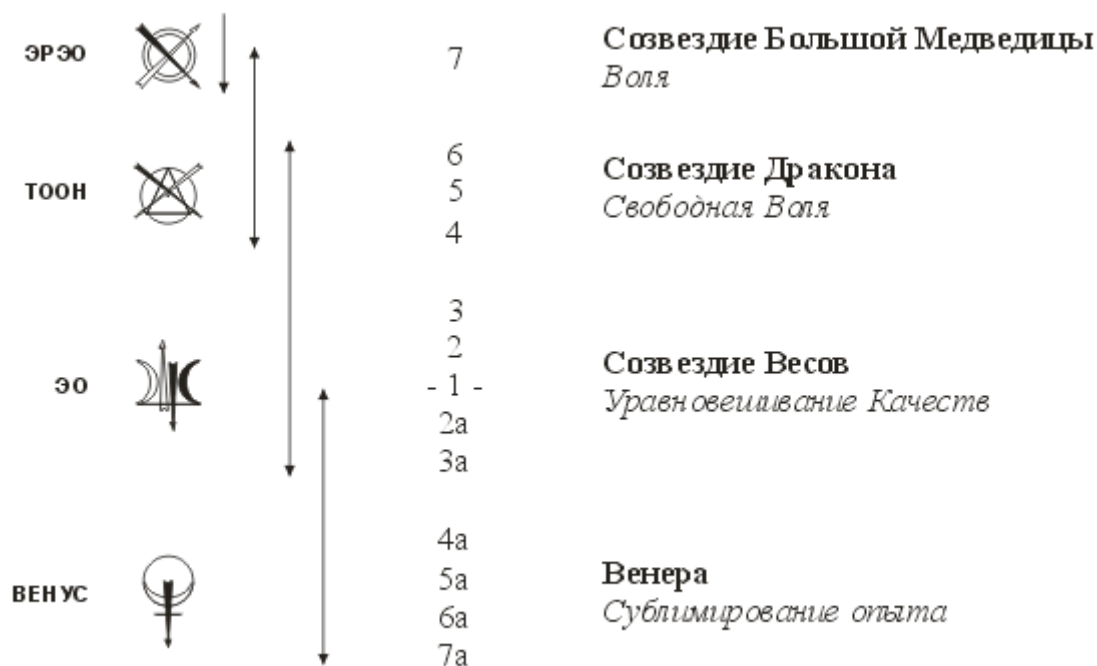 ЭРЭО 7 Созвездие Большой Медведицы
Воля
6
ТООН 5 Созвездие Дракона
Свободная Воля
4
3
2
ЭО - 1 - Созвездие Весов
Уравновешивание Качеств
2а
3а
4а
ВЕНУС 5а Венера
Сублимирование опыта
6а
7а